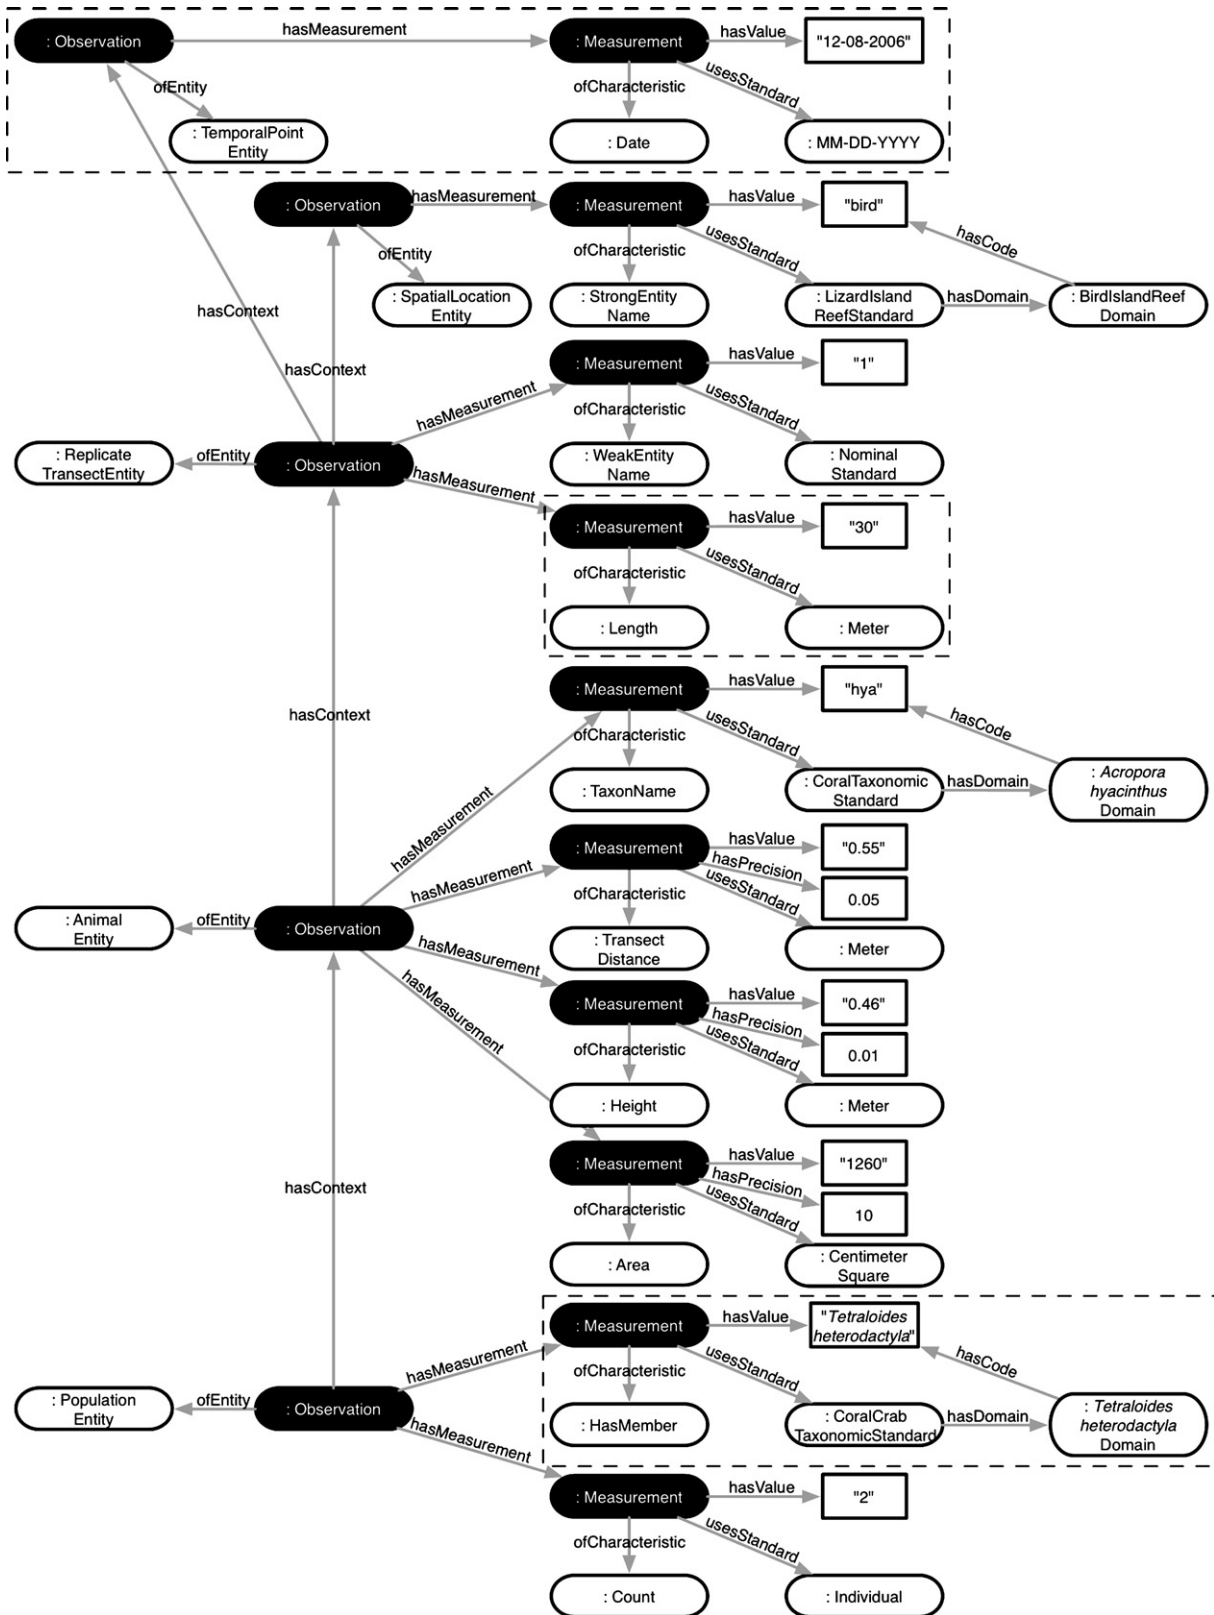 : Observation
hasMeasurement
: Measurement
hasValue
"12-08-2006"
ofEntity
ofCharacteristic
usesStandard
: TemporalPoint
Entity
: Date
: MM-DD-YYYY
: Observation
hasMeasurement
: Measurement
hasValue
"bird"
hasContext
ofEntity
ofCharacteristic
usesStandard
hasCode
: SpatialLocation
Entity
: StrongEntity
Name
: LizardIsland
ReefStandard
hasDomain
: BirdIslandReef
Domain
hasContext
: Measurement
hasValue
"1"
hasMeasurement
ofCharacteristic
usesStandard
: Replicate
TransectEntity
ofEntity
: Observation
: WeakEntity
Name
: Nominal
Standard
hasMeasurement
: Measurement
hasValue
"30"
ofCharacteristic
usesStandard
: Length
: Meter
hasContext
: Measurement
hasValue
"hya"
hasMeasurement
ofCharacteristic
usesStandard
hasCode
: TaxonName
: CoralTaxonomic
Standard
hasDomain
: Acropora
hyacinthus
Domain
hasMeasurement
: Measurement
hasValue
"0.55"
hasPrecision
0.05
ofCharacteristic
usesStandard
: Animal
Entity
ofEntity
: Observation
: Transect
Distance
: Meter
hasMeasurement
: Measurement
hasValue
"0.46"
hasPrecision
0.01
ofCharacteristic
usesStandard
: Height
: Meter
hasMeasurement
: Measurement
hasValue
"1260"
hasPrecision
10
hasContext
ofCharacteristic
usesStandard
: Area
: Centimeter
Square
: Measurement
hasValue
"Tetraloides
heterodactyla"
hasMeasurement
ofCharacteristic
usesStandard
hasCode
: Population
Entity
ofEntity
: Observation
: HasMember
: CoralCrab
TaxonomicStandard
hasDomain
: Tetraloides
heterodactyla
Domain
hasMeasurement
: Measurement
hasValue
"2"
ofCharacteristic
usesStandard
: Count
: Individual